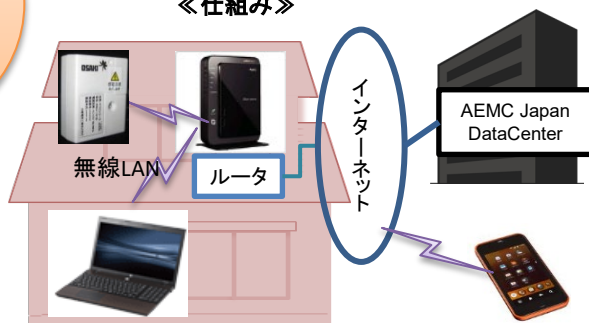 ≪仕組み≫
OSAKI
無線LAN
ルータ
インターネット
AEMC Japan
DataCenter